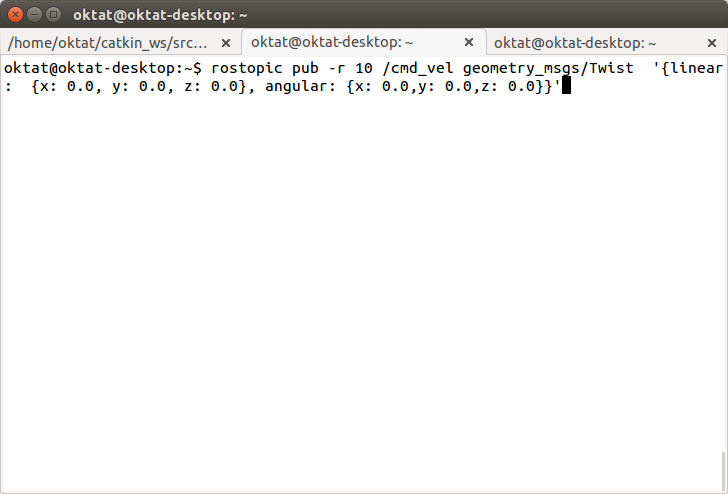 oktat@oktat-desktop: ~
/home/oktat/catkin_ws/src... × oktat@oktat-desktop: ~ × oktat@oktat-desktop: ~ ×
oktat@oktat-desktop:~$ rostopic pub -r 10 /cmd_vel geometry_msgs/Twist  '{linear
:  {x: 0.0, y: 0.0, z: 0.0}, angular: {x: 0.0,y: 0.0,z: 0.0}}'